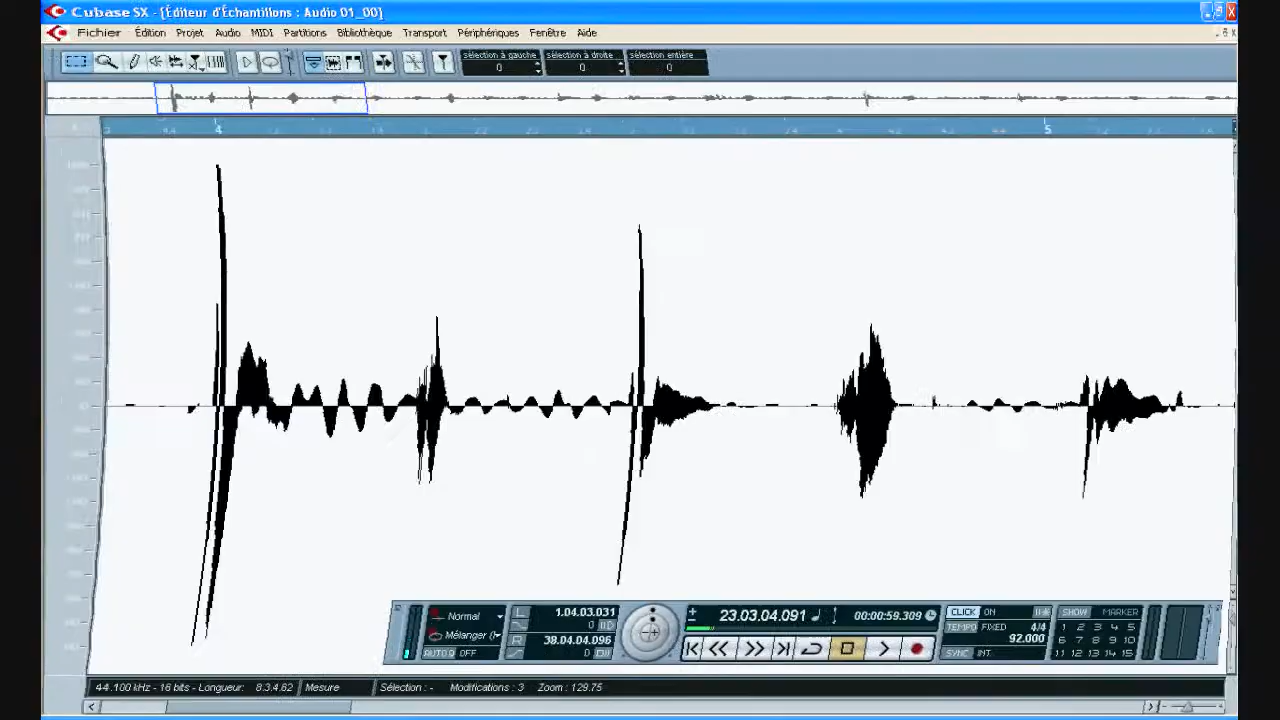 Cubase SX - [Éditeur d'Échantillons : Audio 01_00]
Fichier Édition Projet Audio MIDI Partitions Bibliothèque Transport Périphériques Fenêtre Aide
sélection à gauche sélection à droite sélection entière
0 0 0
4 5
Normal L 1.04.03.031 23.03.04.091 00:00:59.309 CLICK ON SHOW MARKER
0
Mélanger (N R 38.04.04.096 TEMPO FIXED 4/4 1 2 3 4 5
92.000 6 7 8 9 10
AUTO Q OFF 0 SYNC INT. 11 12 13 14 15
44.100 kHz - 16 bits - Longueur: 8.3.4.82 Mesure Sélection : - Modifications : 3 Zoom : 129.75